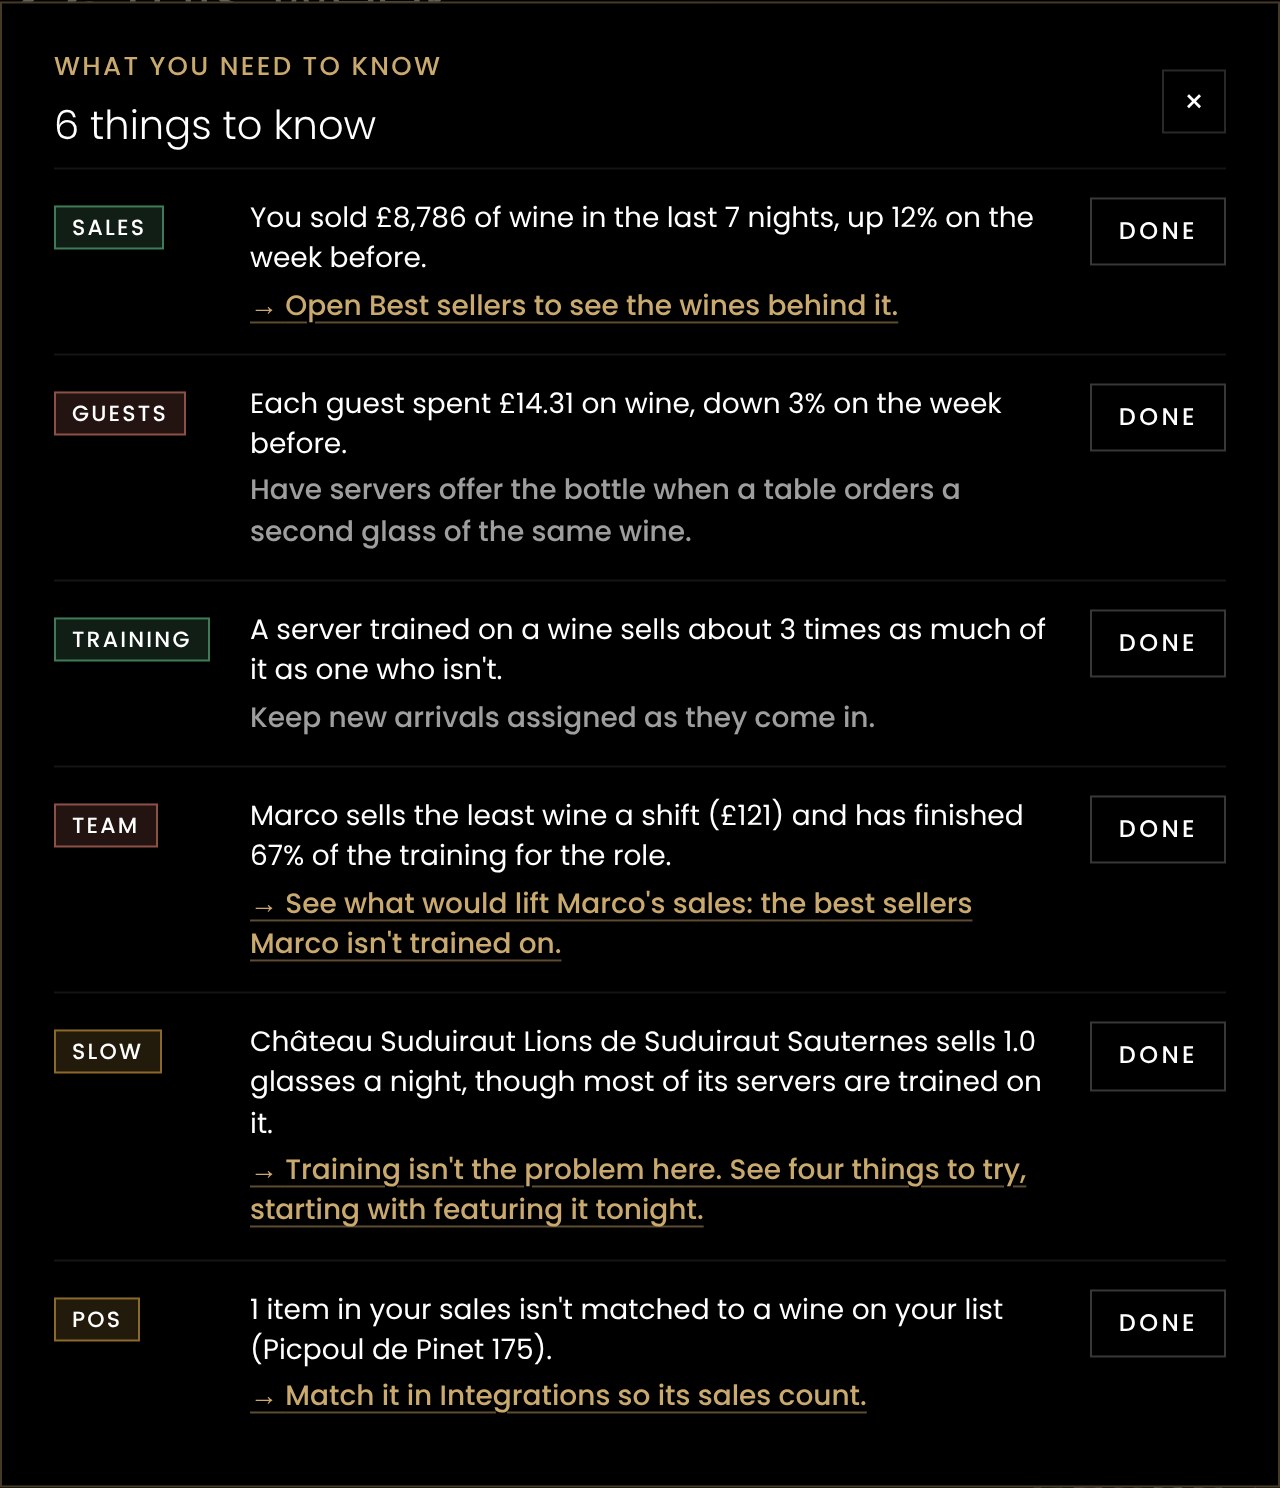 WHAT YOU NEED TO KNOW
6 things to know
×
SALES
You sold £8,786 of wine in the last 7 nights, up 12% on the
week before.
→ Open Best sellers to see the wines behind it.
DONE
GUESTS
Each guest spent £14.31 on wine, down 3% on the week
before.
Have servers offer the bottle when a table orders a
second glass of the same wine.
DONE
TRAINING
A server trained on a wine sells about 3 times as much of
it as one who isn't.
Keep new arrivals assigned as they come in.
DONE
TEAM
Marco sells the least wine a shift (£121) and has finished
67% of the training for the role.
→ See what would lift Marco's sales: the best sellers
Marco isn't trained on.
DONE
SLOW
Château Suduiraut Lions de Suduiraut Sauternes sells 1.0
glasses a night, though most of its servers are trained on
it.
→ Training isn't the problem here. See four things to try,
starting with featuring it tonight.
DONE
POS
1 item in your sales isn't matched to a wine on your list
(Picpoul de Pinet 175).
→ Match it in Integrations so its sales count.
DONE